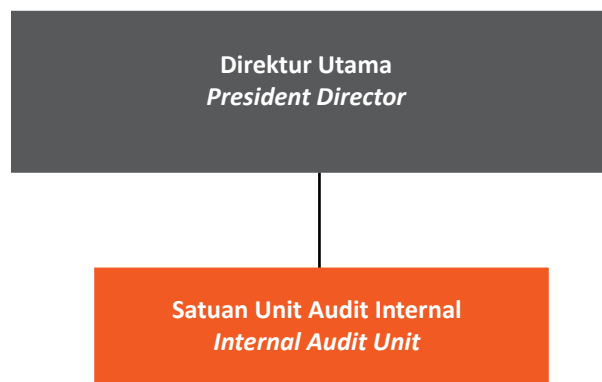 Direktur Utama
President Director
Satuan Unit Audit Internal
Internal Audit Unit